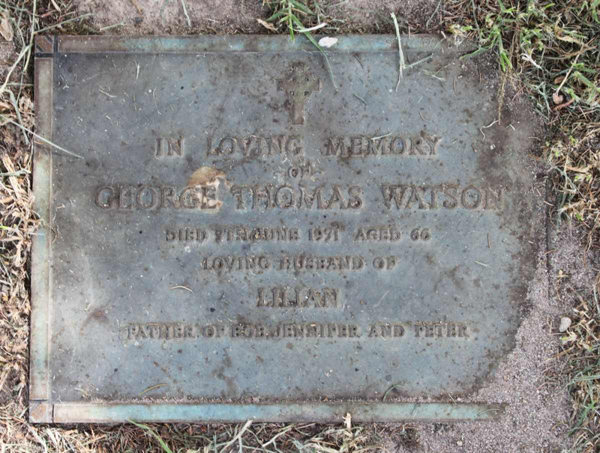 IN LOVING MEMORY
OF
GEORGE THOMAS WATSON
DIED 7TH JUNE 1971 AGED 66
LOVING HUSBAND OF
LILIAN
FATHER OF BOB, JENNIFER AND PETER